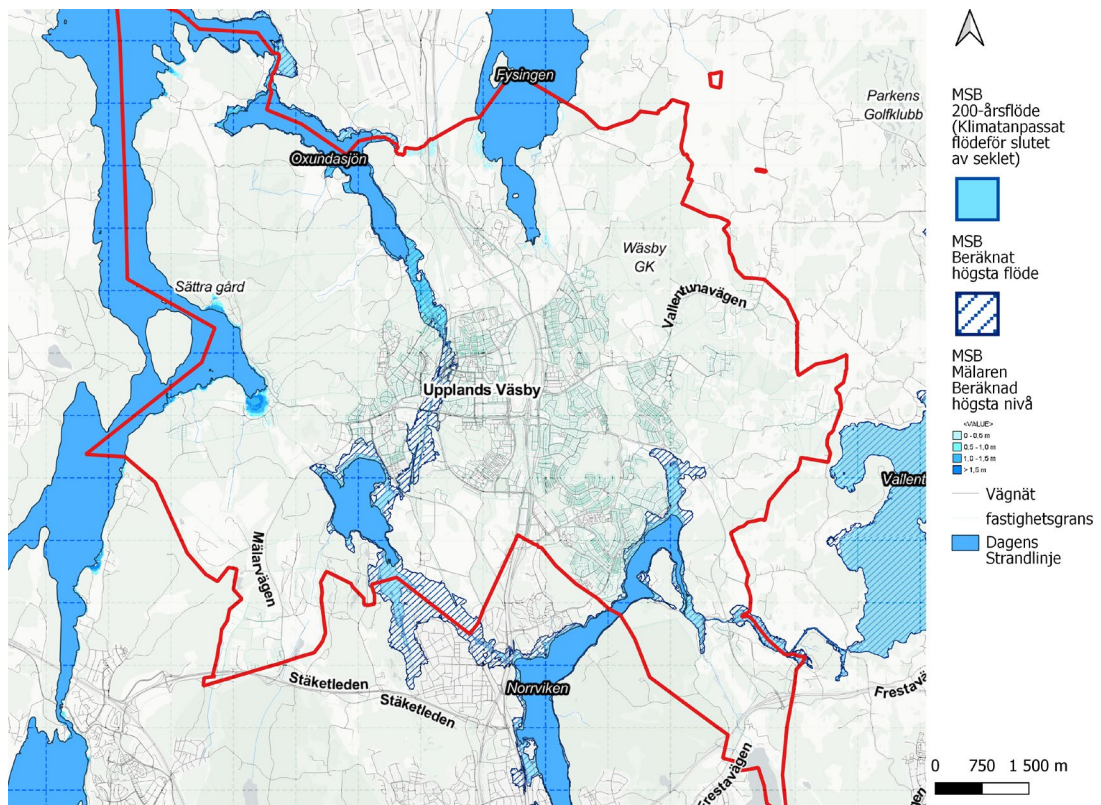 Fysingen
Parkens
Golfklubb
Oxundasjön
Wäsby
GK
Sättra gård
Vallentunavägen
Upplands Väsby
Vallent
Mälarvägen
Stäketleden
Stäketleden
Norrviken
Frestavä
Frestavägen
gen
MSB
200-årsflöde
(Klimatanpassat
flödeför slutet
av seklet)
MSB
Beräknat
högsta flöde
MSB
Mälaren
Beräknad
högsta nivå
<VALUE>
0 - 0,5 m
0,5 - 1,0 m
1,0 - 1,5 m
> 1,5 m
Vägnät
fastighetsgrans
Dagens
Strandlinje
0 750 1 500 m